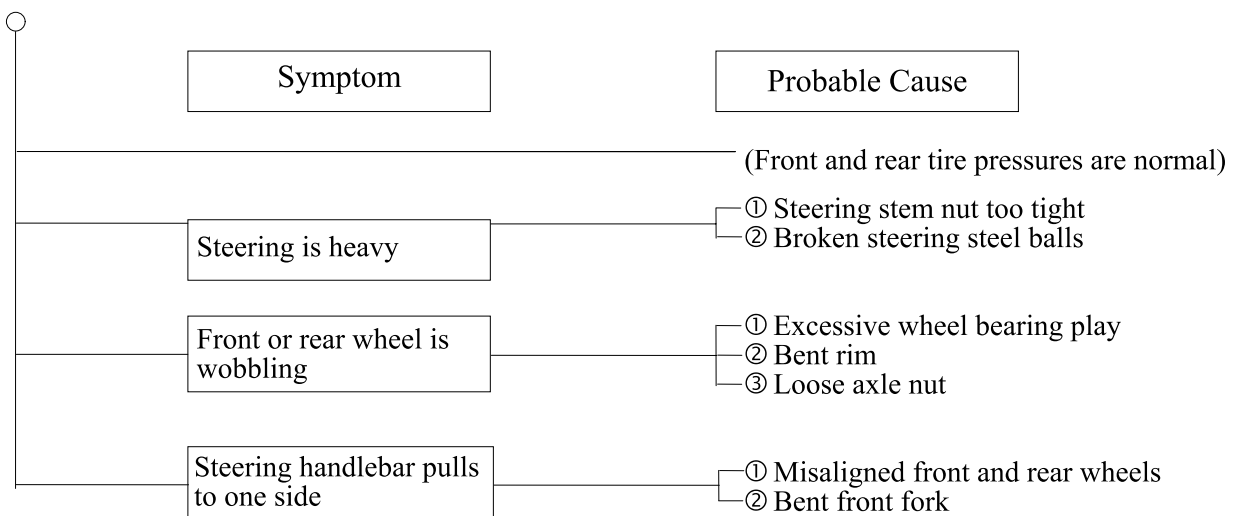 Symptom
Probable Cause
(Front and rear tire pressures are normal)
Steering is heavy
① Steering stem nut too tight
② Broken steering steel balls
Front or rear wheel is
wobbling
① Excessive wheel bearing play
② Bent rim
③ Loose axle nut
Steering handlebar pulls
to one side
① Misaligned front and rear wheels
② Bent front fork